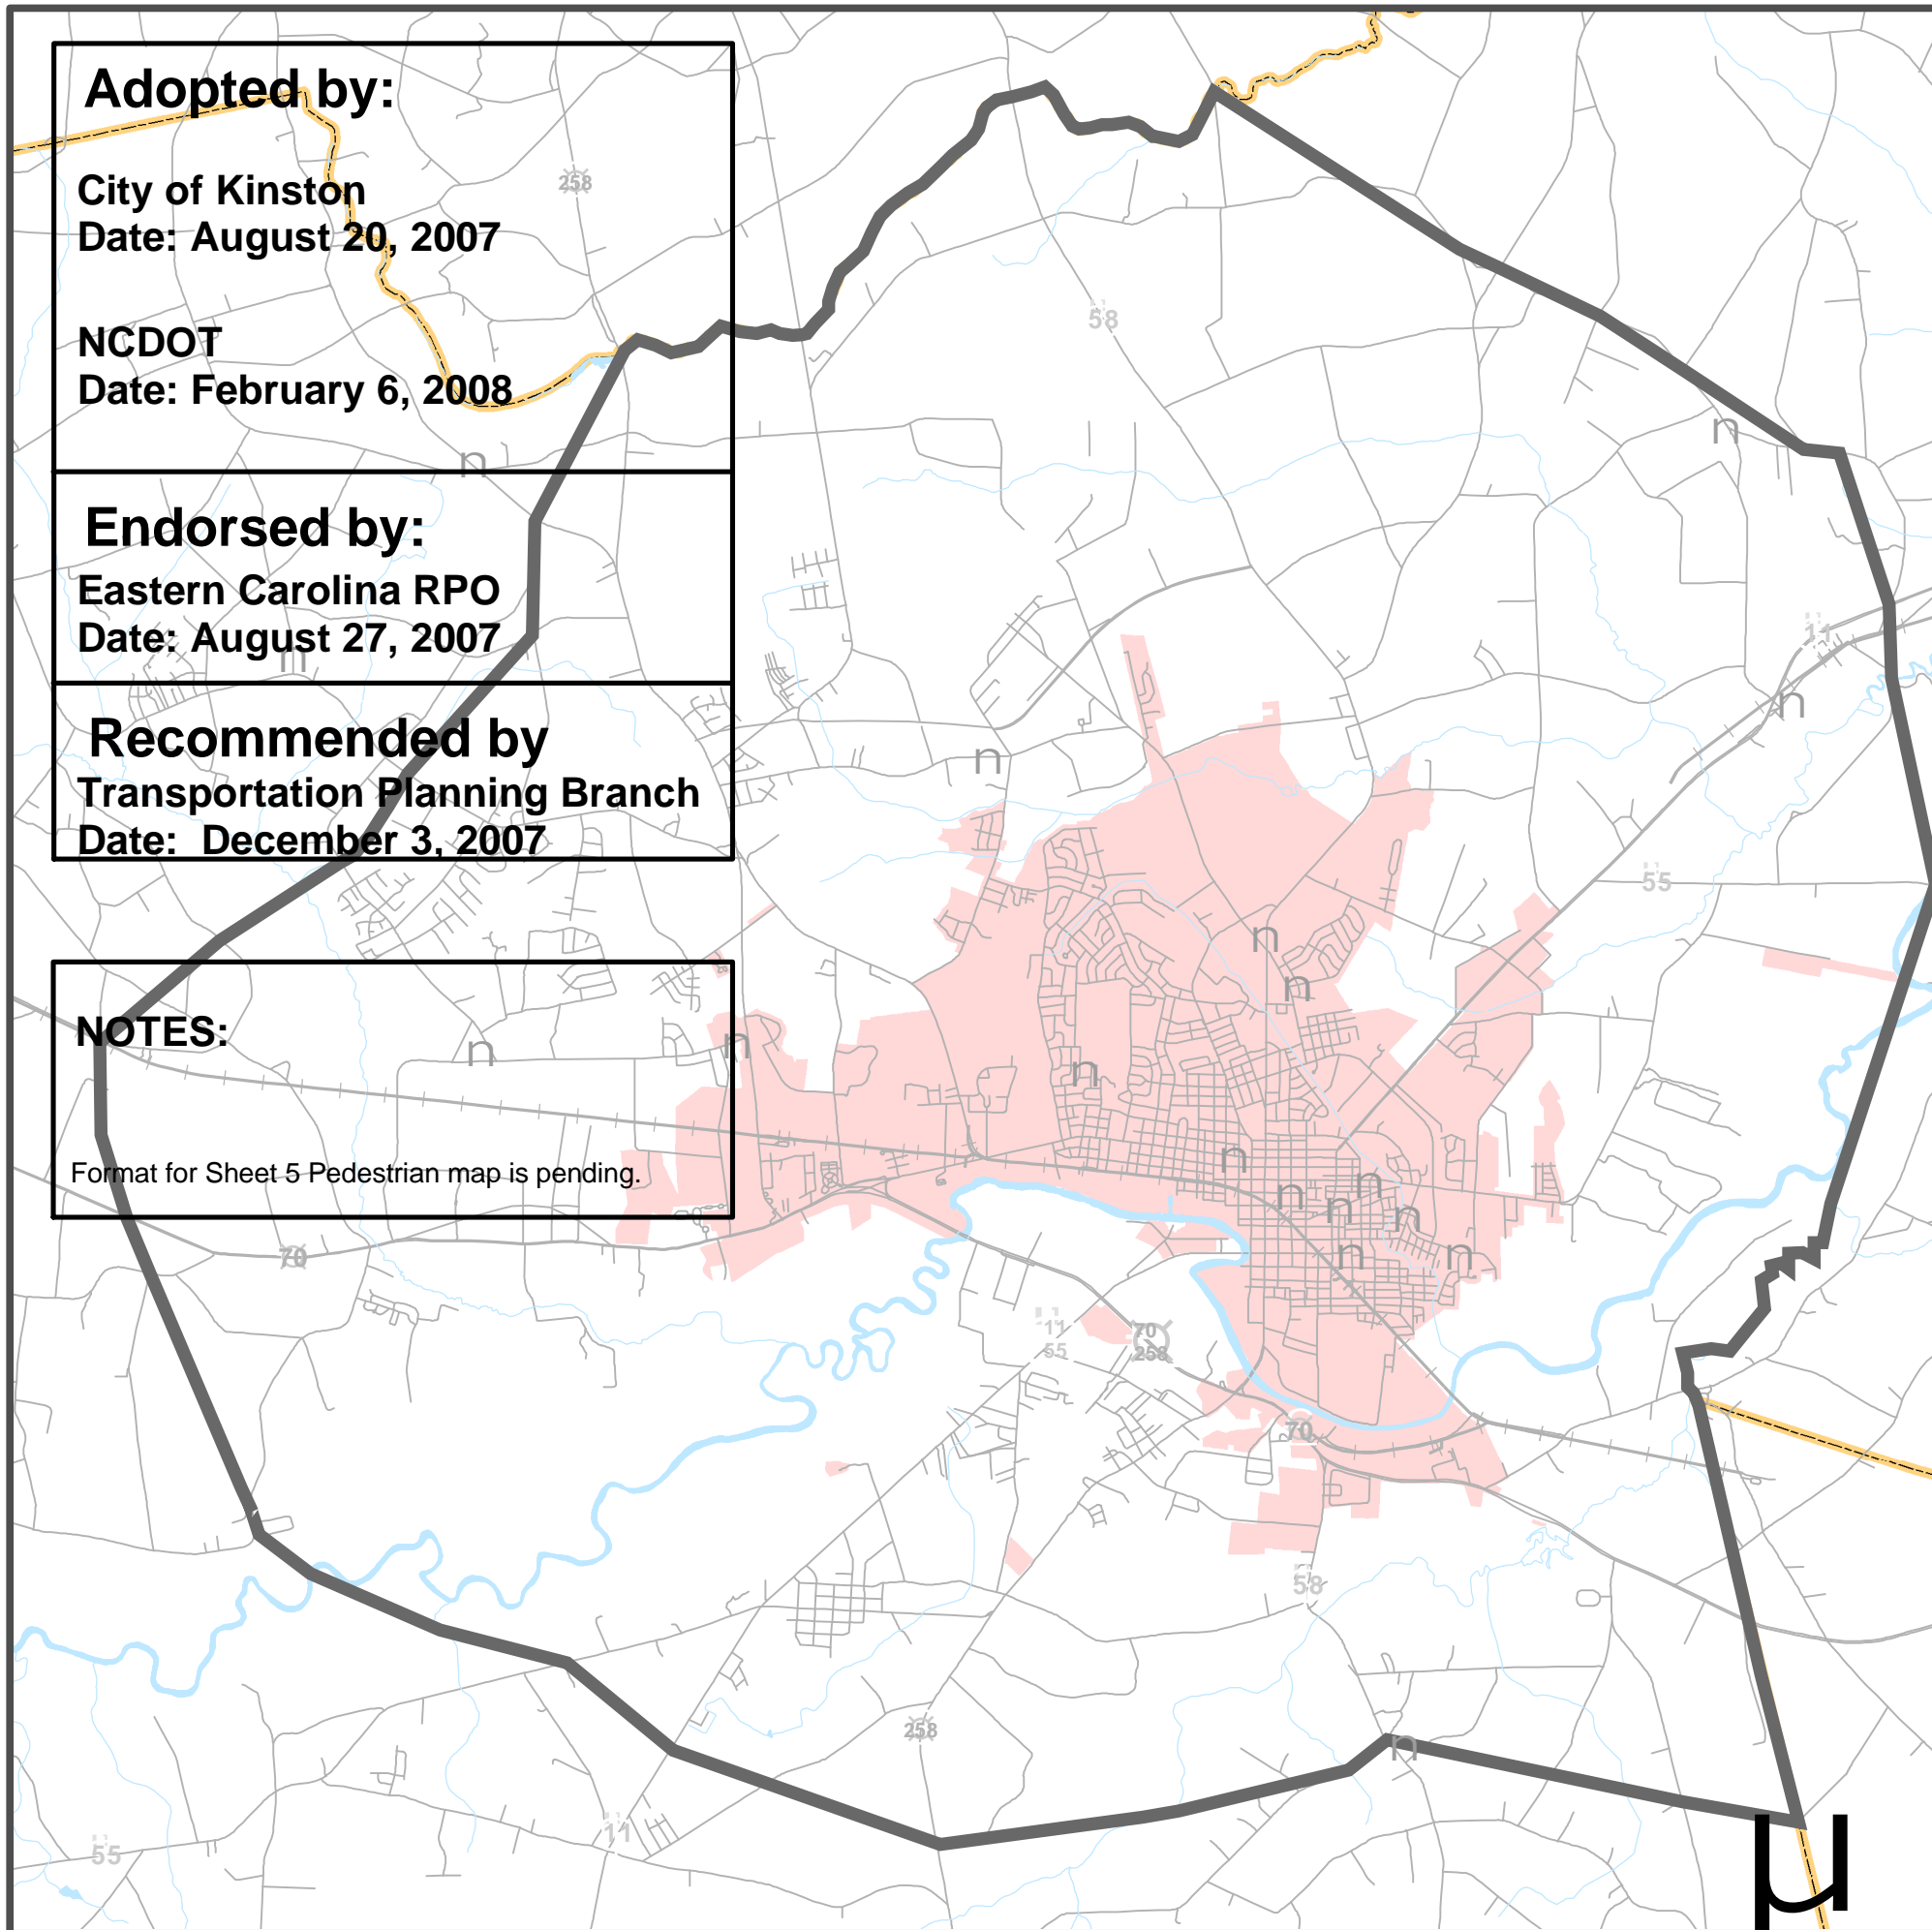 Adopted by:
City of Kinston
Date: August 20, 2007
NCDOT
Date: February 6, 2008
Endorsed by:
Eastern Carolina RPO
Date: August 27, 2007
Recommended by
Transportation Planning Branch
Date: December 3, 2007
NOTES:
Format for Sheet 5 Pedestrian map is pending.
258
58
n
n
n
11
n
n
55
n
n
n
n
n
n
n
n
n
n
n
n
70
11
55
70
258
70
58
258
n
11
55
µ